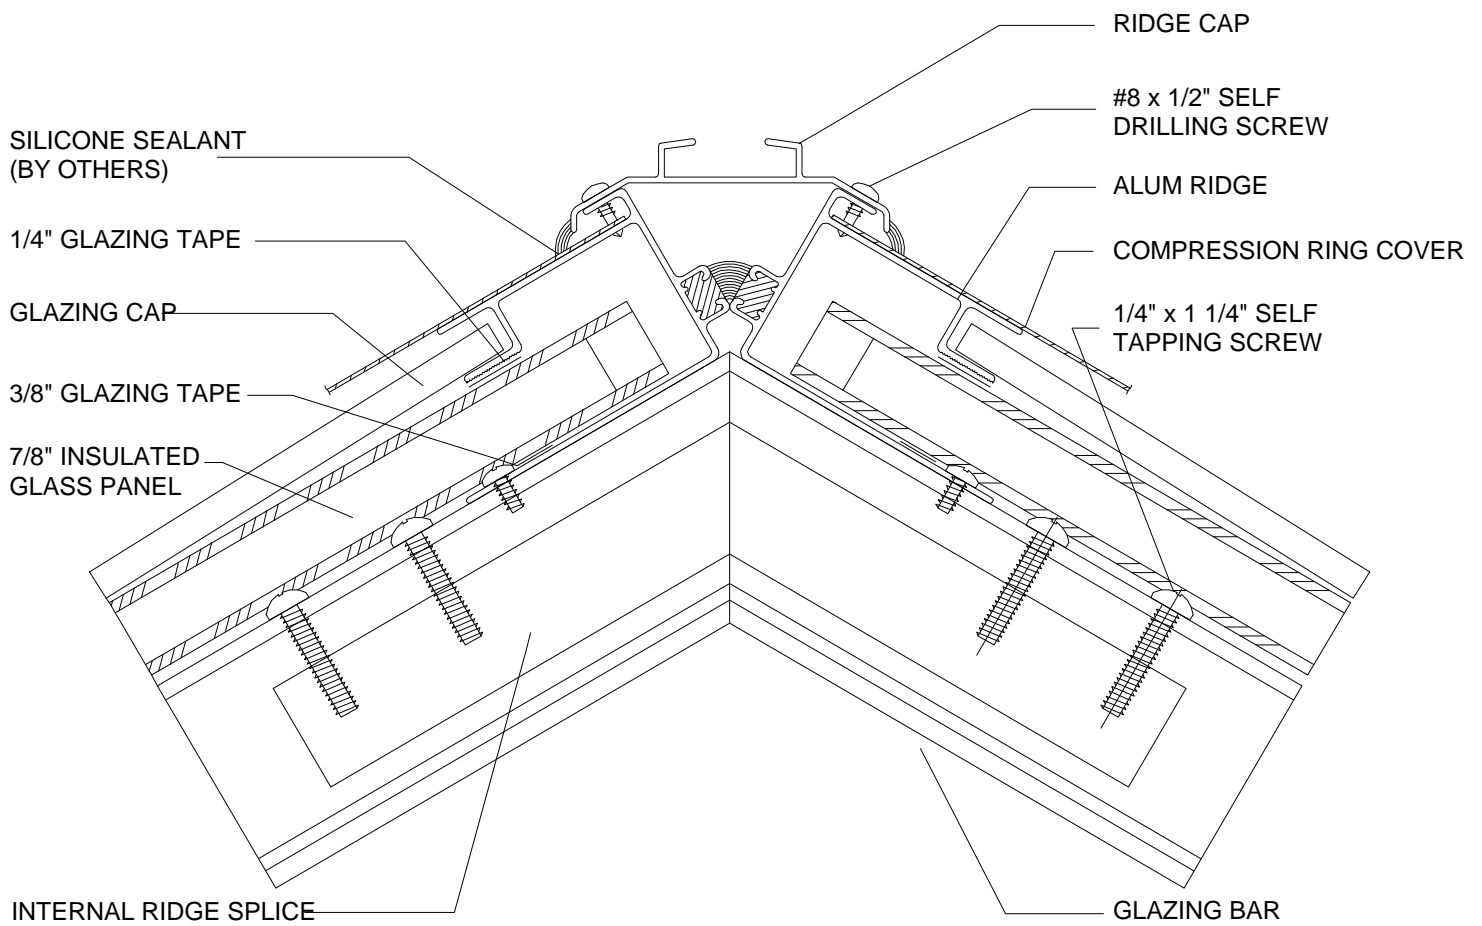 RIDGE CAP
#8 x 1/2" SELF
DRILLING SCREW
SILICONE SEALANT
(BY OTHERS)
ALUM RIDGE
1/4" GLAZING TAPE
COMPRESSION RING COVER
GLAZING CAP
1/4" x 1 1/4" SELF
TAPPING SCREW
3/8" GLAZING TAPE
7/8" INSULATED
GLASS PANEL
INTERNAL RIDGE SPLICE
GLAZING BAR